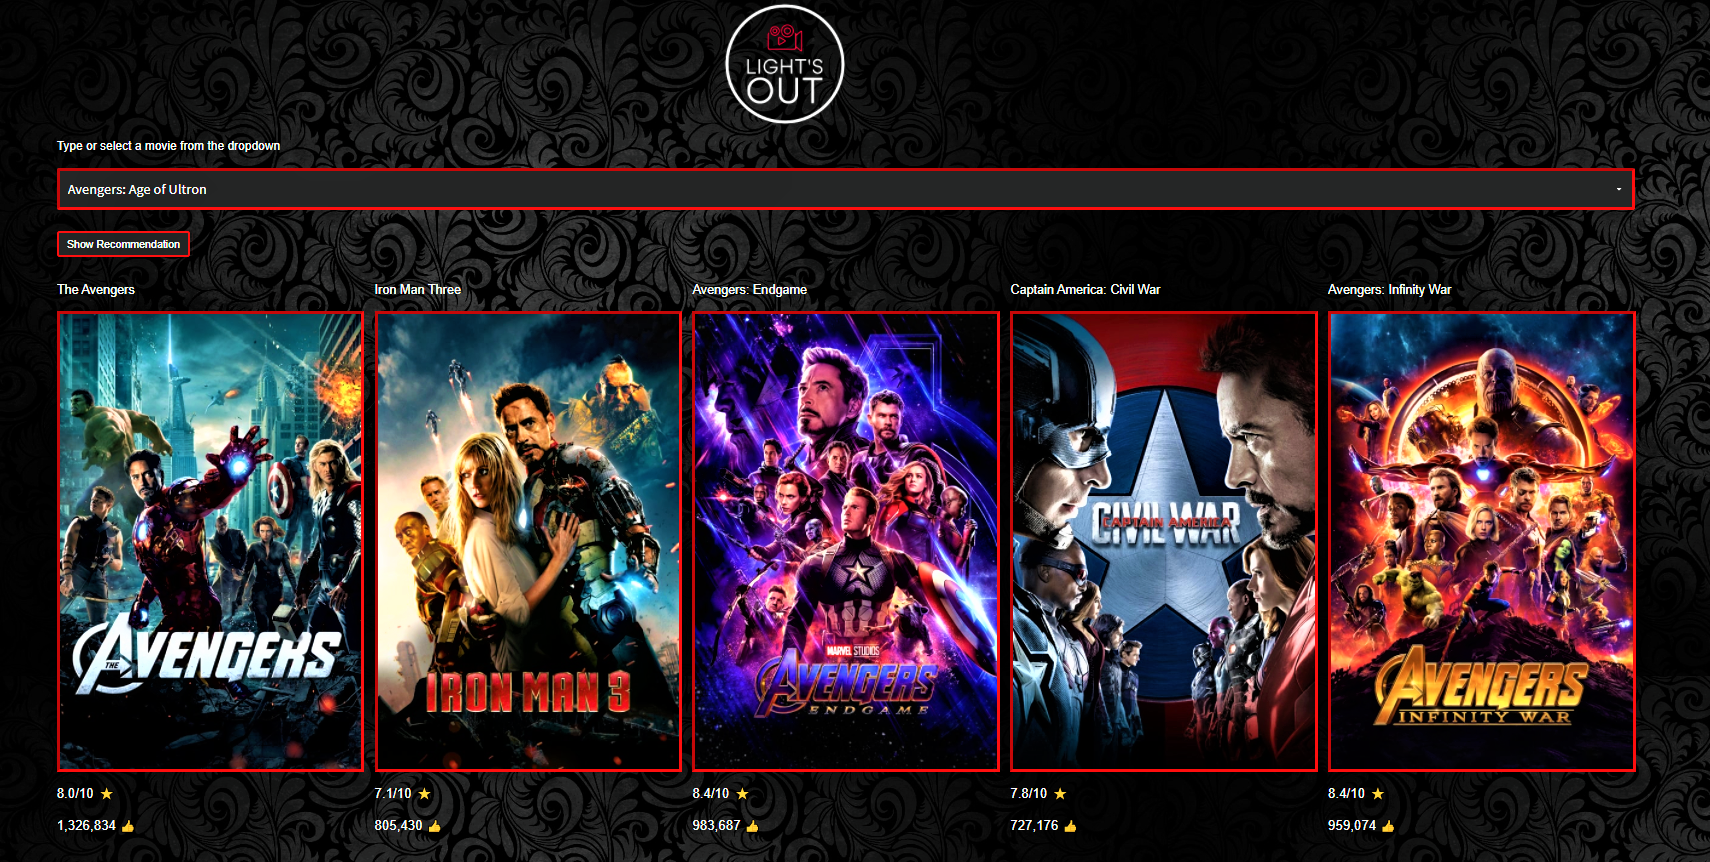 LIGHT'S
OUT
Type or select a movie from the dropdown
Avengers: Age of Ultron
Show Recommendation
The Avengers
Iron Man Three
Avengers: Endgame
Captain America: Civil War
Avengers: Infinity War
THE AVENGERS
IRON MAN 3
MARVEL STUDIOS
AVENGERS
ENDGAME
CAPTAIN AMERICA
CIVIL WAR
AVENGERS
INFINITY WAR
8.0/10
7.1/10
8.4/10
7.8/10
8.4/10
1,326,834
805,430
983,687
727,176
959,074